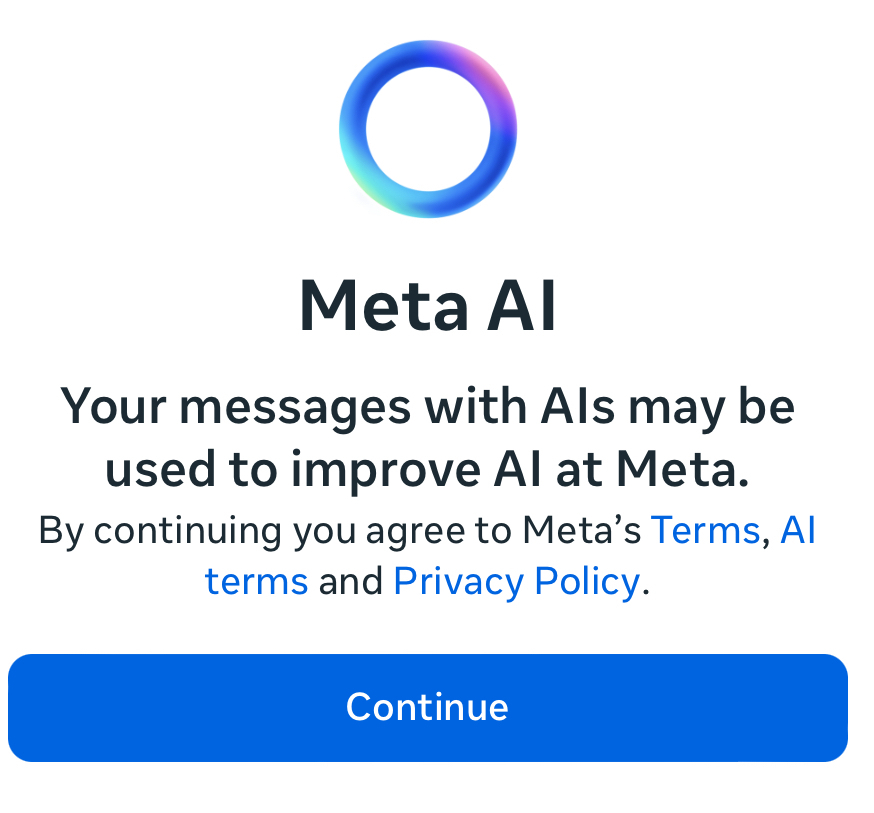 Meta AI
Your messages with AIs may be
used to improve AI at Meta.
By continuing you agree to Meta’s Terms, AI
terms and Privacy Policy.
Continue